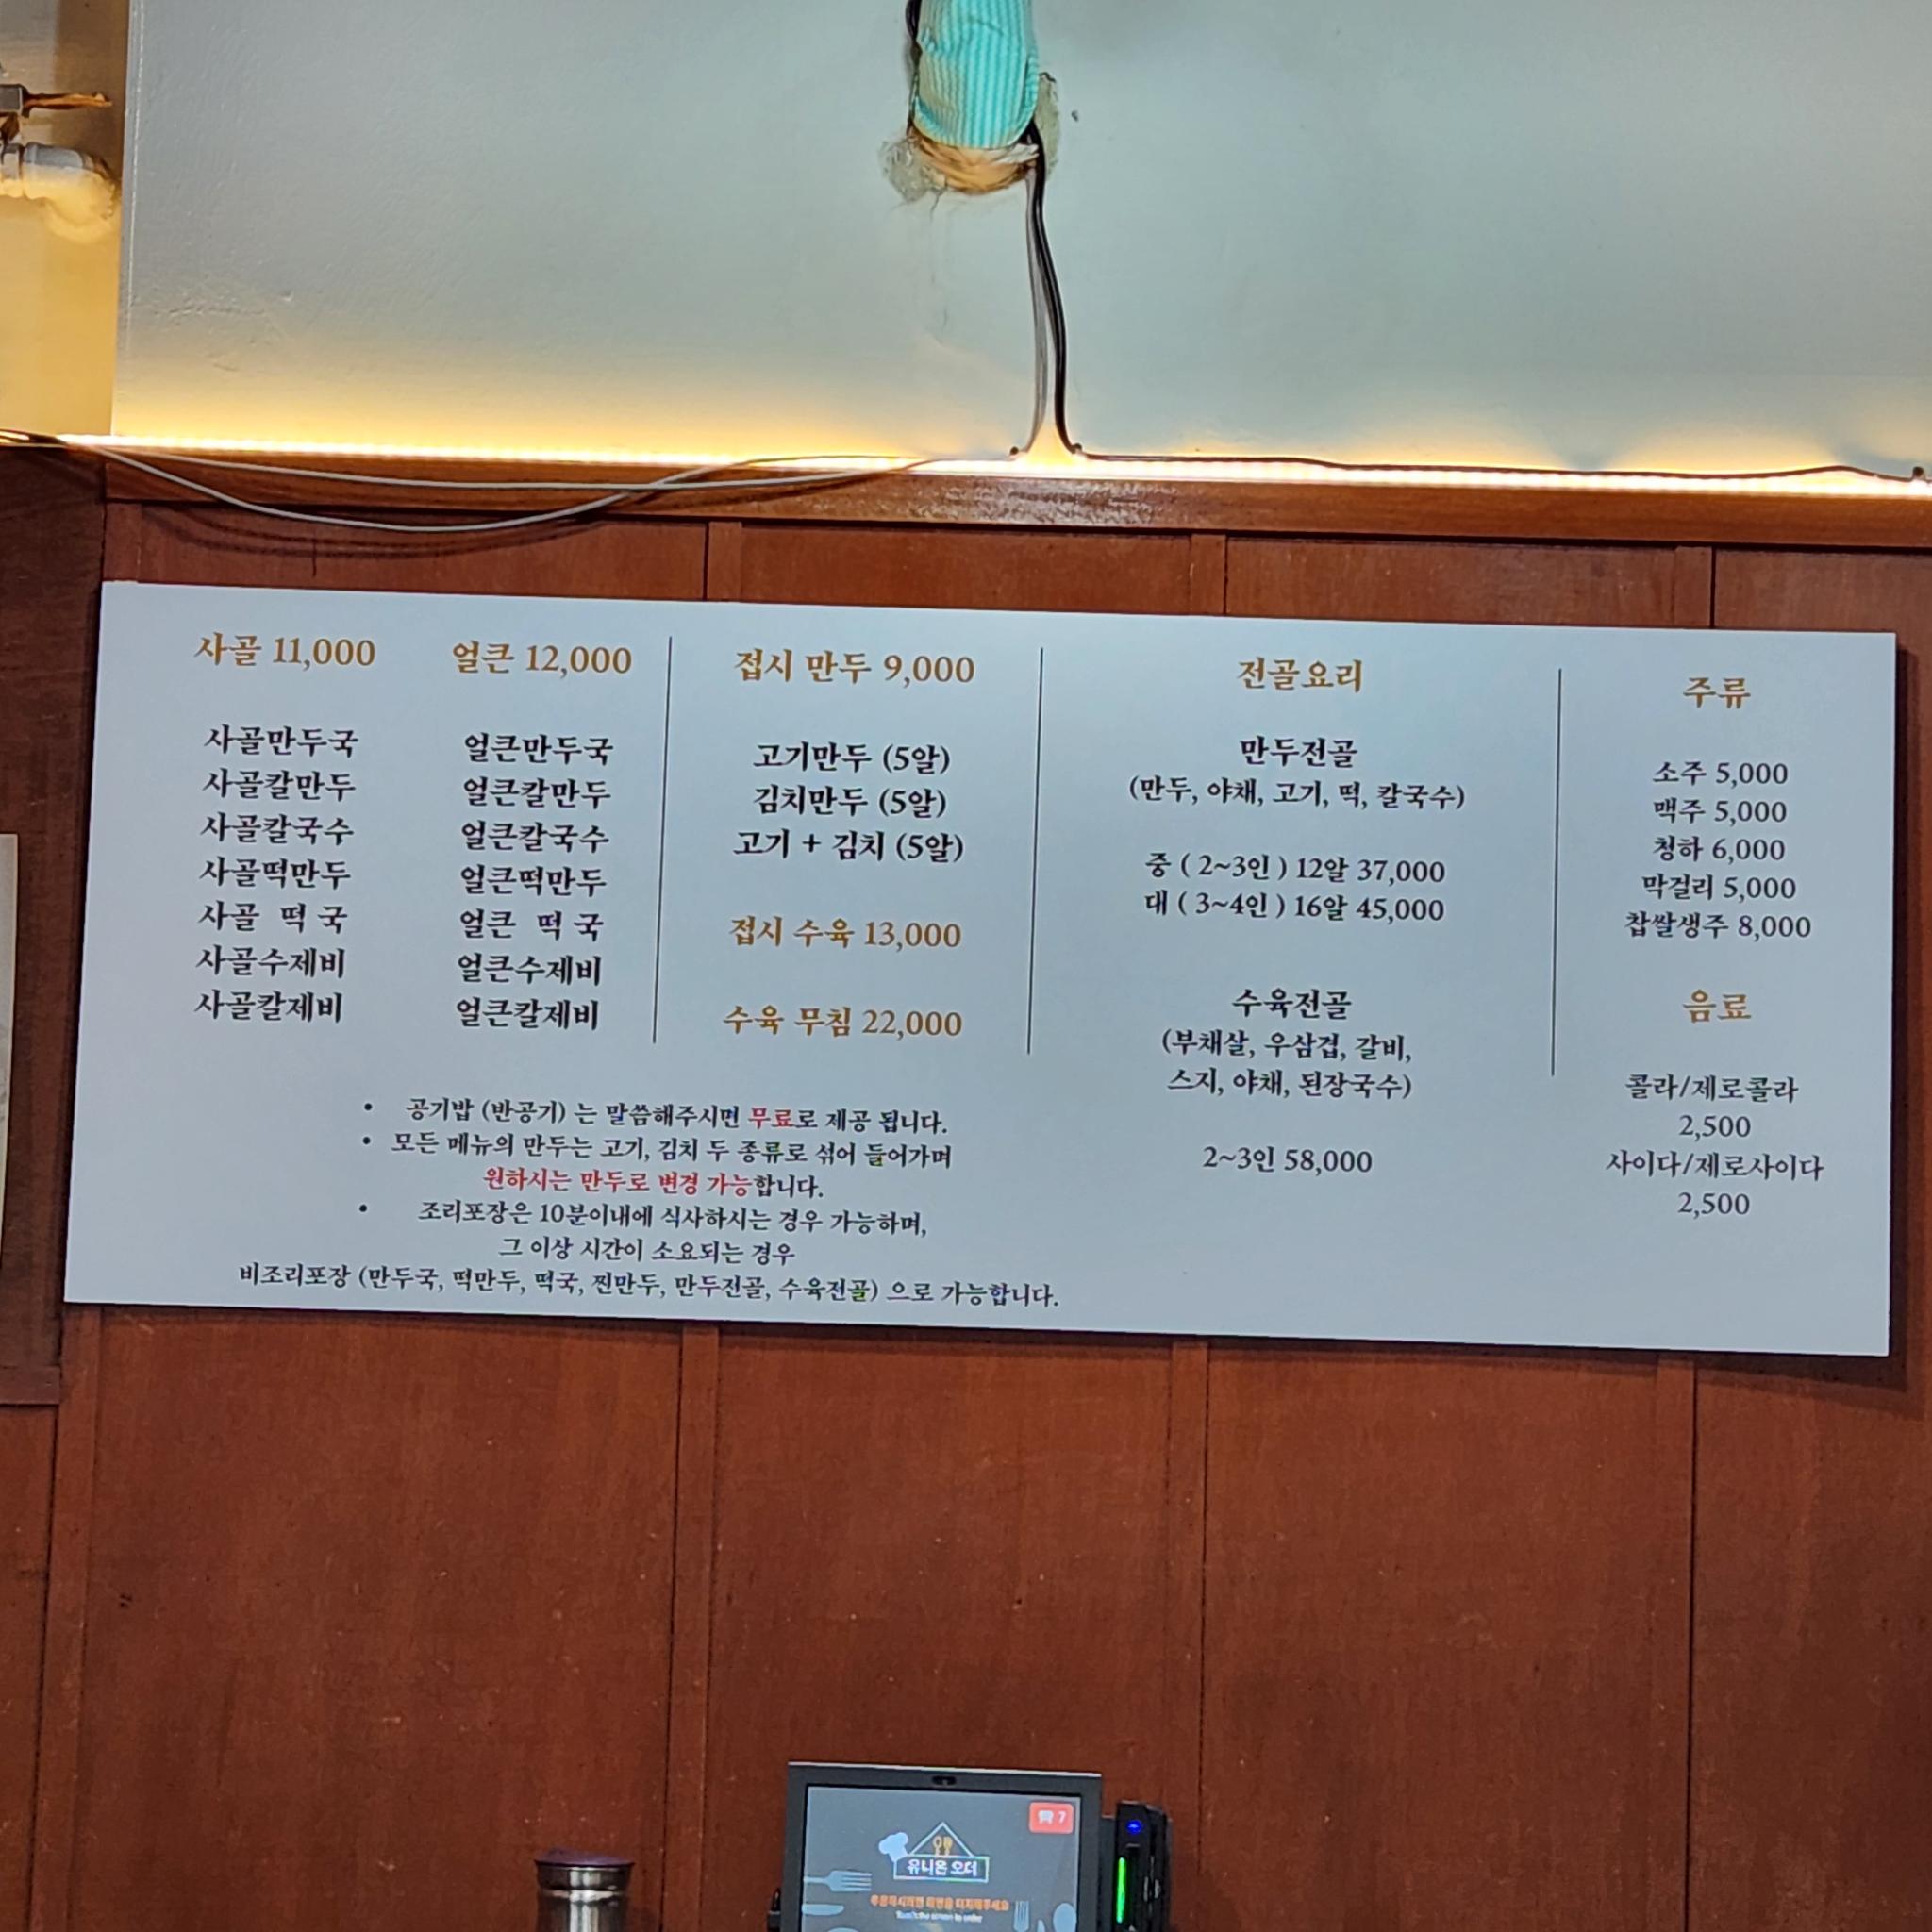 사골 11,000
사골만두국
사골칼만두
사골칼국수
사골떡만두
사골 떡 국
사골수제비
사골칼제비
얼큰 12,000
얼큰만두국
얼큰칼만두
얼큰칼국수
얼큰떡만두
얼큰 떡 국
얼큰수제비
얼큰칼제비
접시 만두 9,000
고기만두 (5알)
김치만두 (5알)
고기 + 김치 (5알)
접시 수육 13,000
수육 무침 22,000
전골요리
만두전골
(만두, 야채, 고기, 떡, 칼국수)
중 ( 2~3인 ) 12알 37,000
대 ( 3~4인 ) 16알 45,000
수육전골
(부채살, 우삼겹, 갈비,
스지, 야채, 된장국수)
2~3인 58,000
주류
소주 5,000
맥주 5,000
청하 6,000
막걸리 5,000
찹쌀생주 8,000
음료
콜라/제로콜라
2,500
사이다/제로사이다
2,500
• 공기밥 (반공기) 는 말씀해주시면 무료로 제공 됩니다.
• 모든 메뉴의 만두는 고기, 김치 두 종류로 섞어 들어가며
원하시는 만두로 변경 가능합니다.
• 조리포장은 10분이내에 식사하시는 경우 가능하며,
그 이상 시간이 소요되는 경우
비조리포장 (만두국, 떡만두, 떡국, 찐만두, 만두전골, 수육전골) 으로 가능합니다.
7
유니온 오더